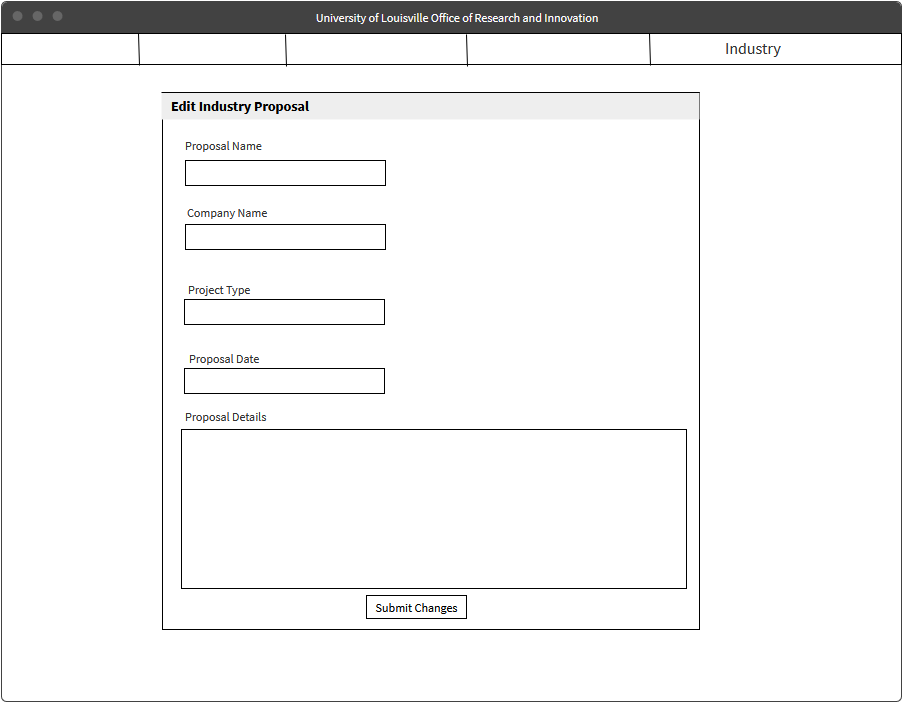 University of Louisville Office of Research and Innovation
Industry
Edit Industry Proposal
Proposal Name
Company Name
Project Type
Proposal Date
Proposal Details
Submit Changes